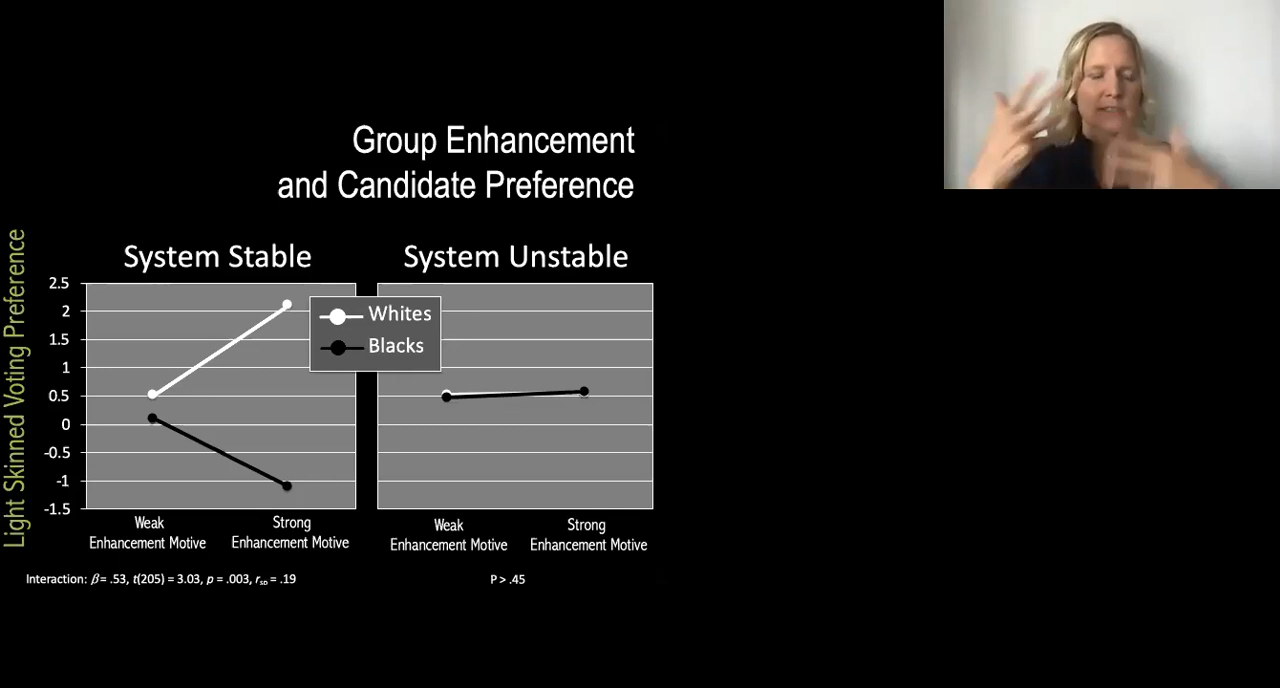 Group Enhancement
and Candidate Preference
Light Skinned Voting Preference
System Stable
System Unstable
2.5
2
1.5
1
0.5
0
-0.5
-1
-1.5
Whites
Blacks
Weak
Enhancement Motive
Strong
Enhancement Motive
Weak
Enhancement Motive
Strong
Enhancement Motive
Interaction: β = .53, t(205) = 3.03, p = .003, rsp = .19
P > .45